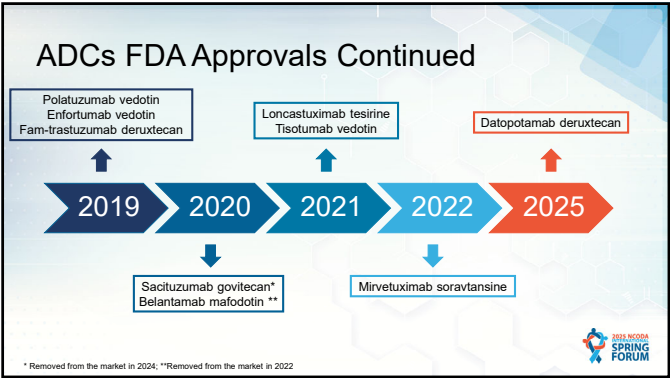 ADCs FDA Approvals Continued
Polatuzumab vedotin
Enfortumab vedotin
Fam-trastuzumab deruxtecan
Loncastuximab tesirine
Tisotumab vedotin
Datopotamab deruxtecan
2019
2020
2021
2022
2025
Sacituzumab govitecan*
Belantamab mafodotin **
Mirvetuximab soravtansine
2025 NCODA
INTERNATIONAL
SPRING
FORUM
* Removed from the market in 2024; **Removed from the market in 2022